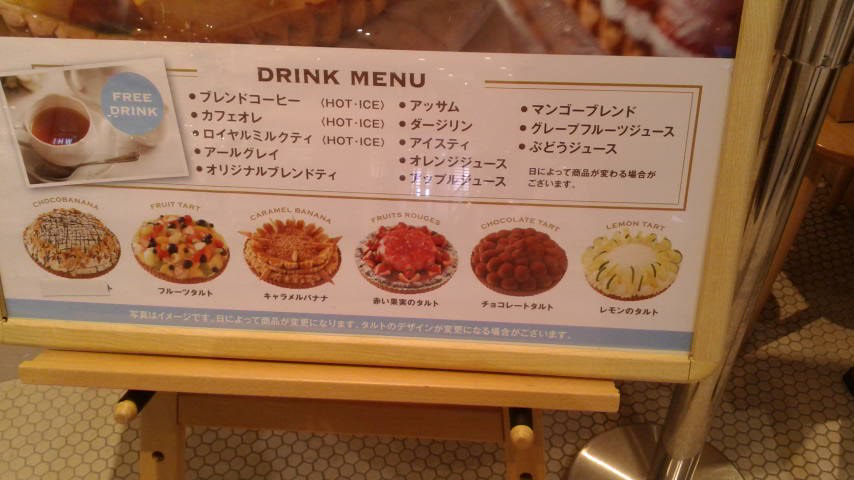 DRINK MENU
FREE
DRINK
• ブレンドコーヒー (HOT・ICE)
• カフェオレ (HOT・ICE)
• ロイヤルミルクティ (HOT・ICE)
• アールグレイ
• オリジナルブレンドティ
• アッサム
• ダージリン
• アイスティ
• オレンジジュース
• アップルジュース
• マンゴーブレンド
• グレープフルーツジュース
• ぶどうジュース
日によって商品が変わる場合が
ございます。
CHOCOBANANA
FRUIT TART
フルーツタルト
CARAMEL BANANA
キャラメルバナナ
FRUITS ROUGES
赤い果実のタルト
CHOCOLATE TART
チョコレートタルト
LEMON TART
レモンのタルト
写真はイメージです。日によって商品が変更になります。タルトのデザインが変更になる場合がございます。